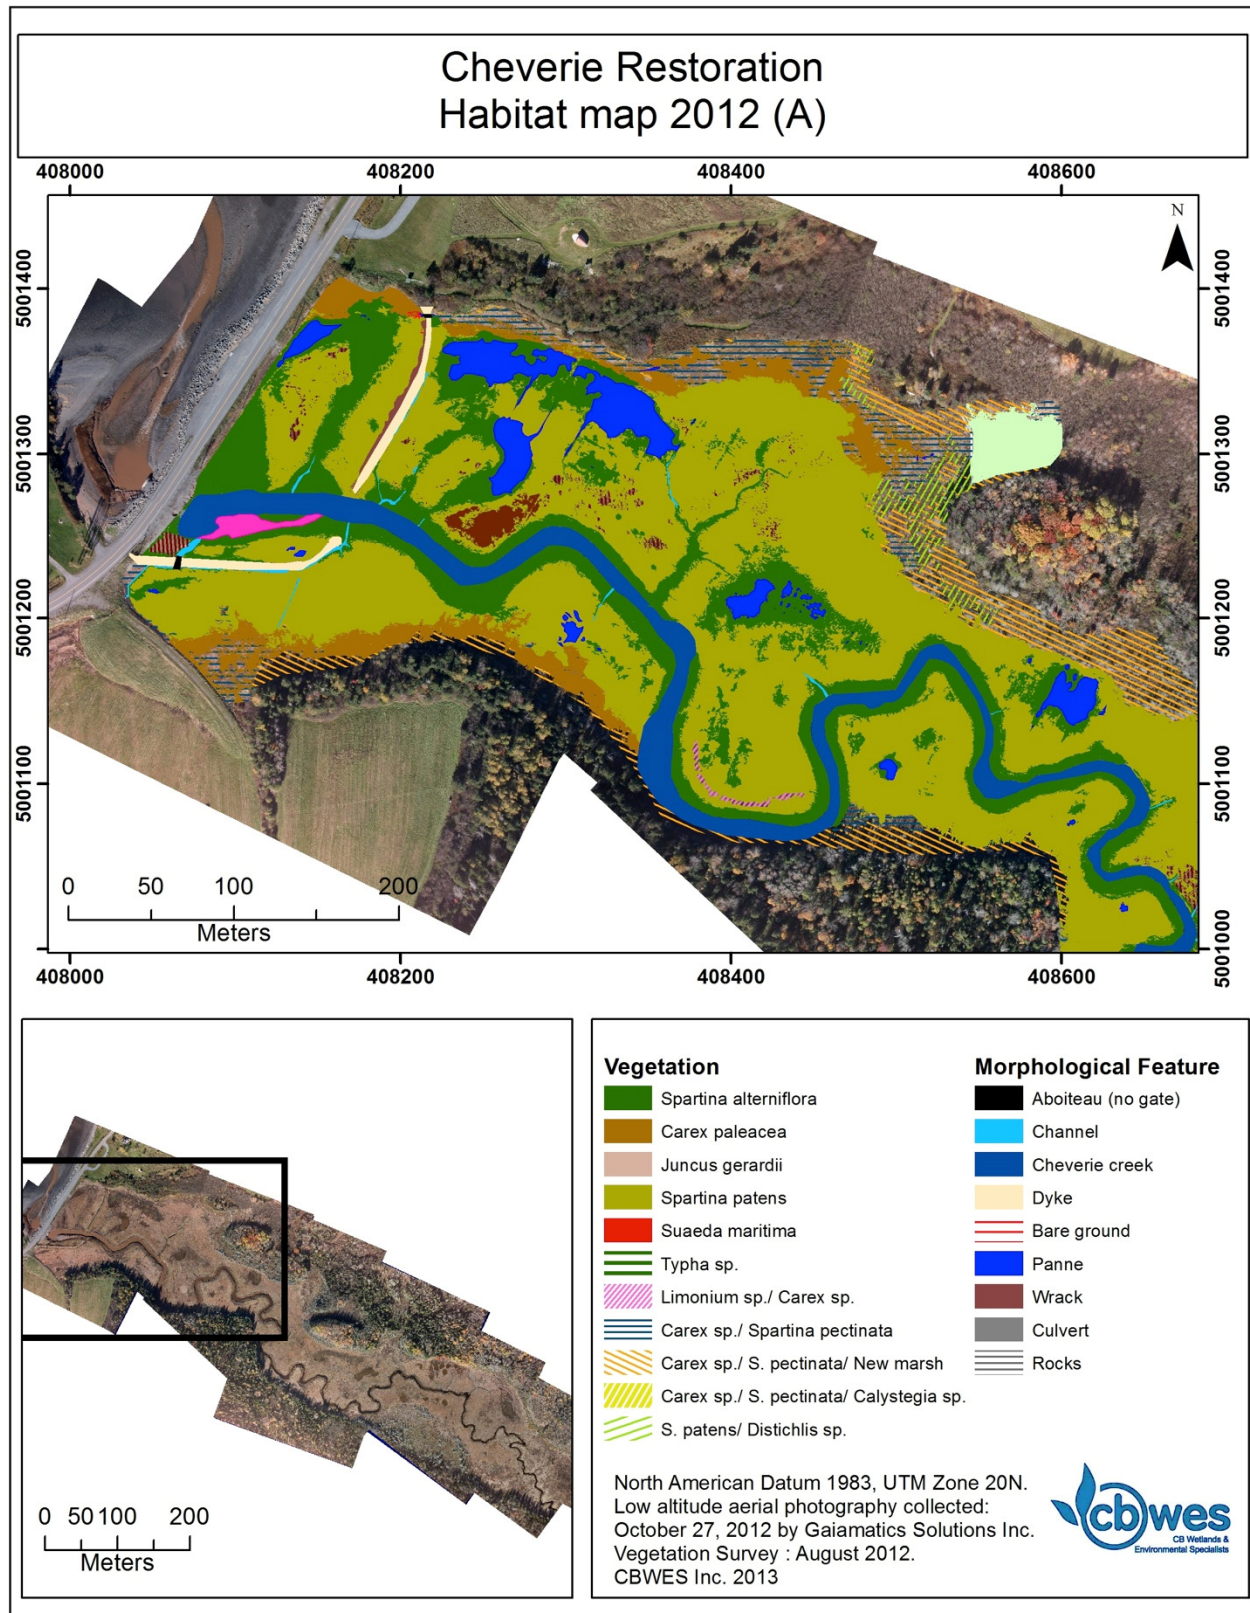 Cheverie Restoration
Habitat map 2012 (A)
408000 408200 408400 408600
N
5001400 5001400
5001300 5001300
5001200 5001200
5001100 5001100
5001000
0 50 100 200
Meters
408000 408200 408400 408600
Vegetation
Spartina alterniflora
Carex paleacea
Juncus gerardii
Spartina patens
Suaeda maritima
Typha sp.
Limonium sp./ Carex sp.
Carex sp./ Spartina pectinata
Carex sp./ S. pectinata/ New marsh
Carex sp./ S. pectinata/ Calystegia sp.
S. patens/ Distichlis sp.
Morphological Feature
Aboiteau (no gate)
Channel
Cheverie creek
Dyke
Bare ground
Panne
Wrack
Culvert
Rocks
0 50 100 200
Meters
North American Datum 1983, UTM Zone 20N.
Low altitude aerial photography collected:
October 27, 2012 by Gaiamatics Solutions Inc.
Vegetation Survey : August 2012.
CBWES Inc. 2013
cbwes
CB Wetlands &
Environmental Specialists